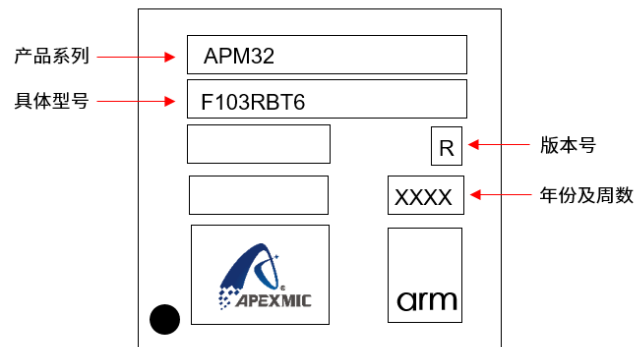 产品系列
APM32
具体型号
F103RBT6
R
版本号
XXXX
年份及周数
APEXMIC
arm